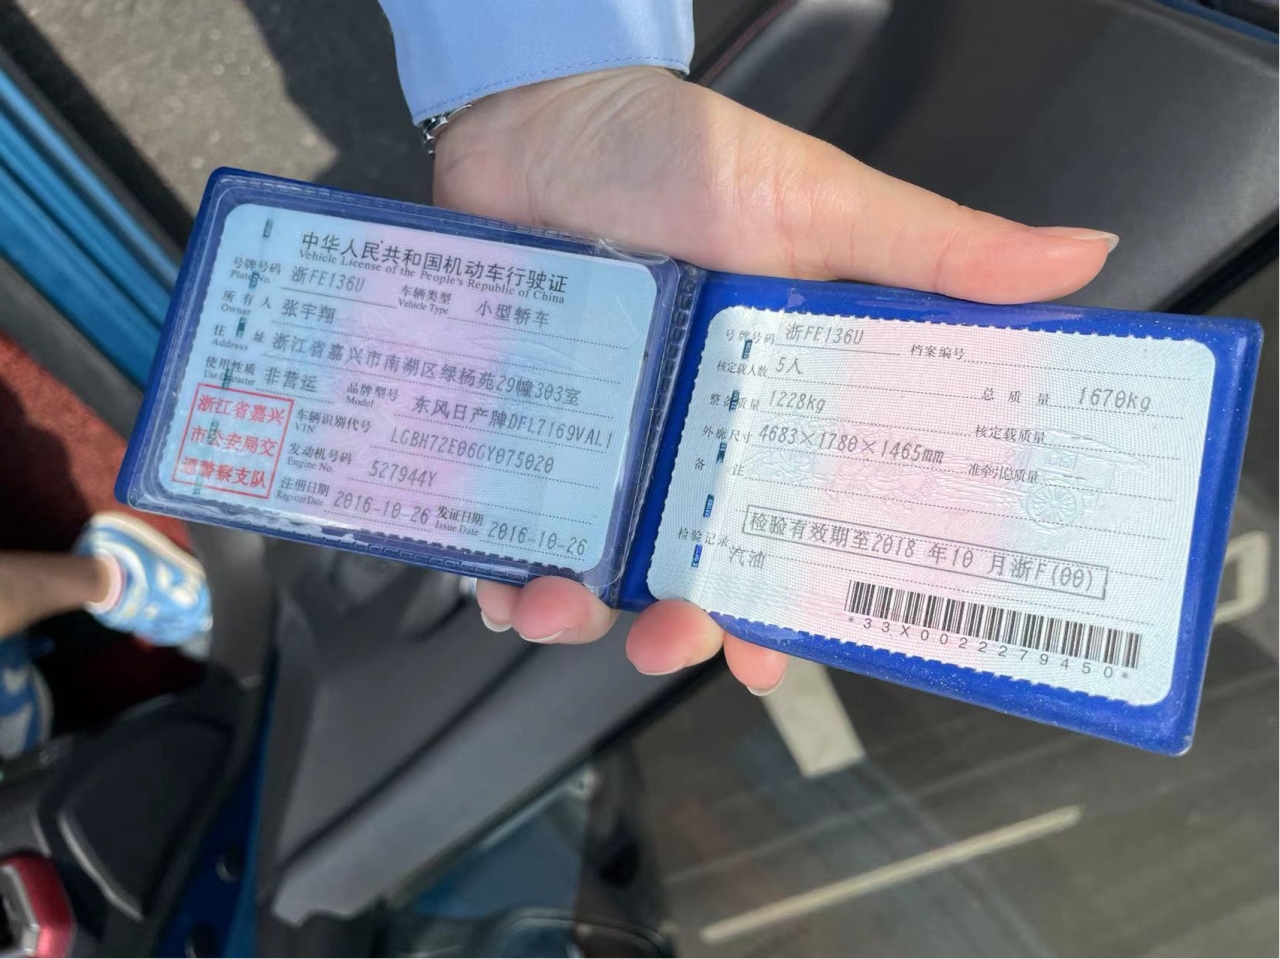 中华人民共和国机动车行驶证
Vehicle License of the People's Republic of China
号牌号码 浙FE136U 车辆类型 小型轿车
Plate No. Vehicle Type
所有人 张宇翔
Owner
住址 浙江省嘉兴市南湖区绿杨苑29幢303室
Address
使用性质 非营运 品牌型号 东风日产牌DFL7169VAL1
Use Character Model
浙江省嘉兴
市公安局交
通警察支队
车辆识别代号 LGBH72E06GY075020
VIN
发动机号码 527944Y
Engine No.
注册日期 2016-10-26 发证日期 2016-10-26
Register Date Issue Date
号牌号码 浙FE136U 档案编号
核定载人数 5人 总质量 1670kg
整备质量 1228kg 核定载质量
外廓尺寸 4683×1780×1465mm 准牵引总质量
备注
检验有效期至2018年10月浙F(00)
检验记录 汽油
*33X0022279450*